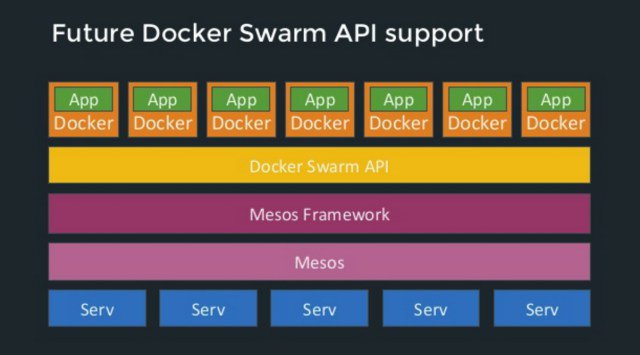 Future Docker Swarm API support
App App App App App App App
Docker Docker Docker Docker Docker Docker Docker
Docker Swarm API
Mesos Framework
Mesos
Serv Serv Serv Serv Serv